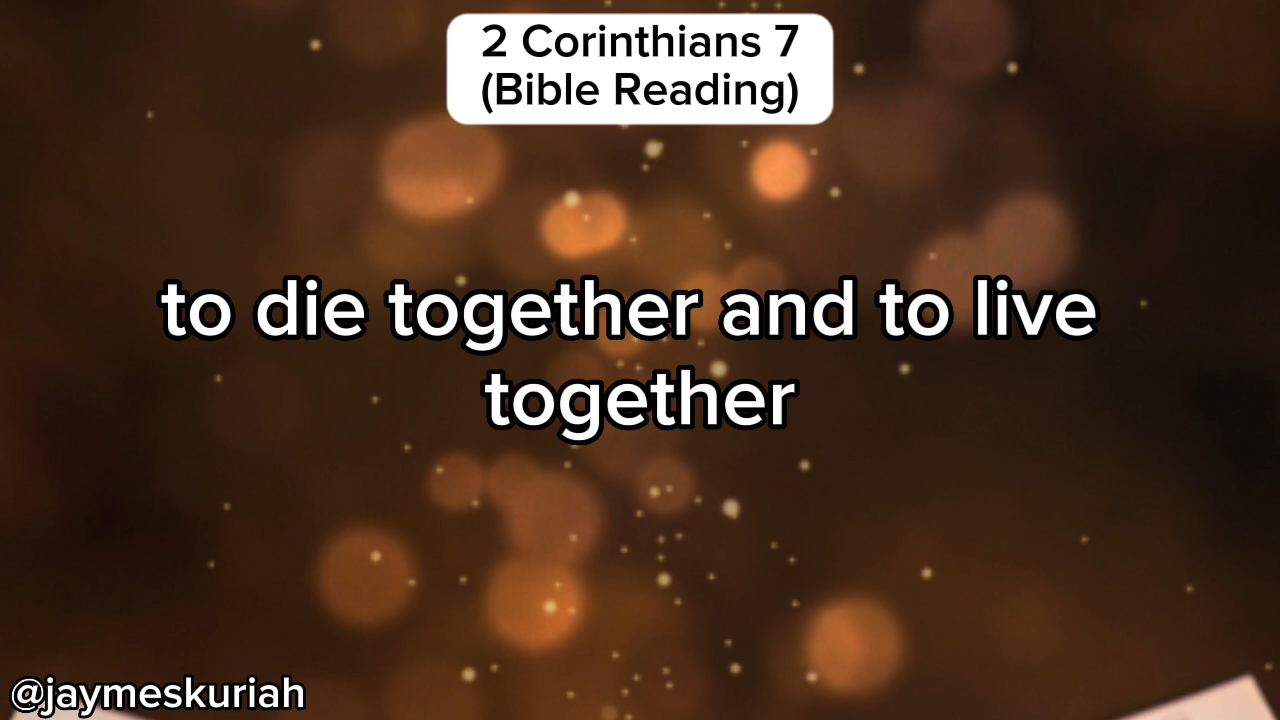 2 Corinthians 7
(Bible Reading)
to die together and to live
together
@jaymeskuriah